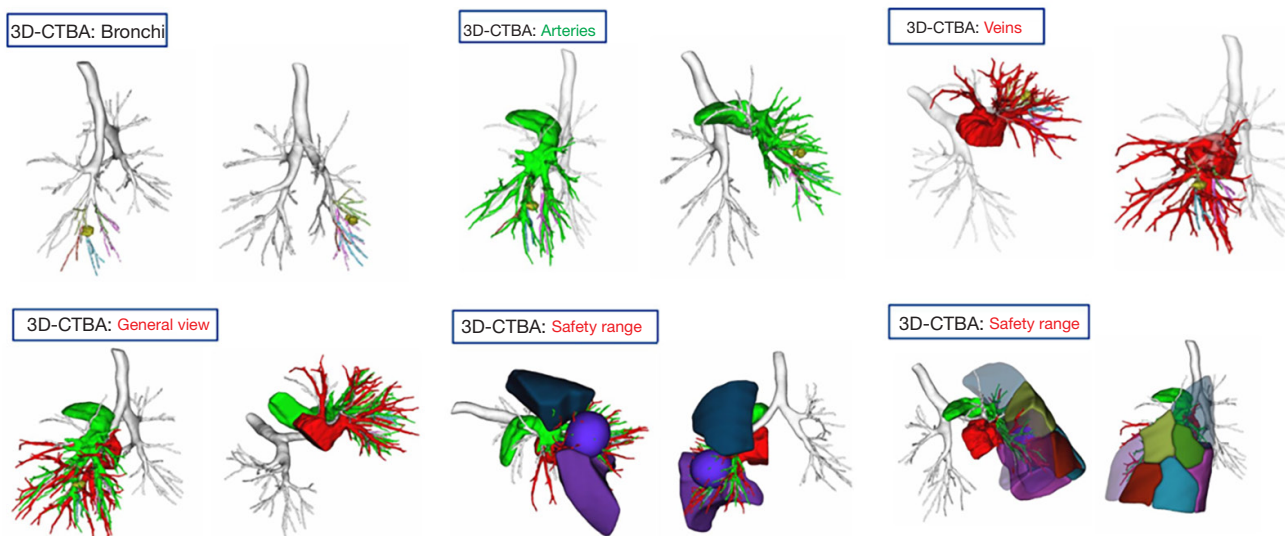 3D-CTBA: Bronchi
3D-CTBA: Arteries
3D-CTBA: Veins
3D-CTBA: General view
3D-CTBA: Safety range
3D-CTBA: Safety range